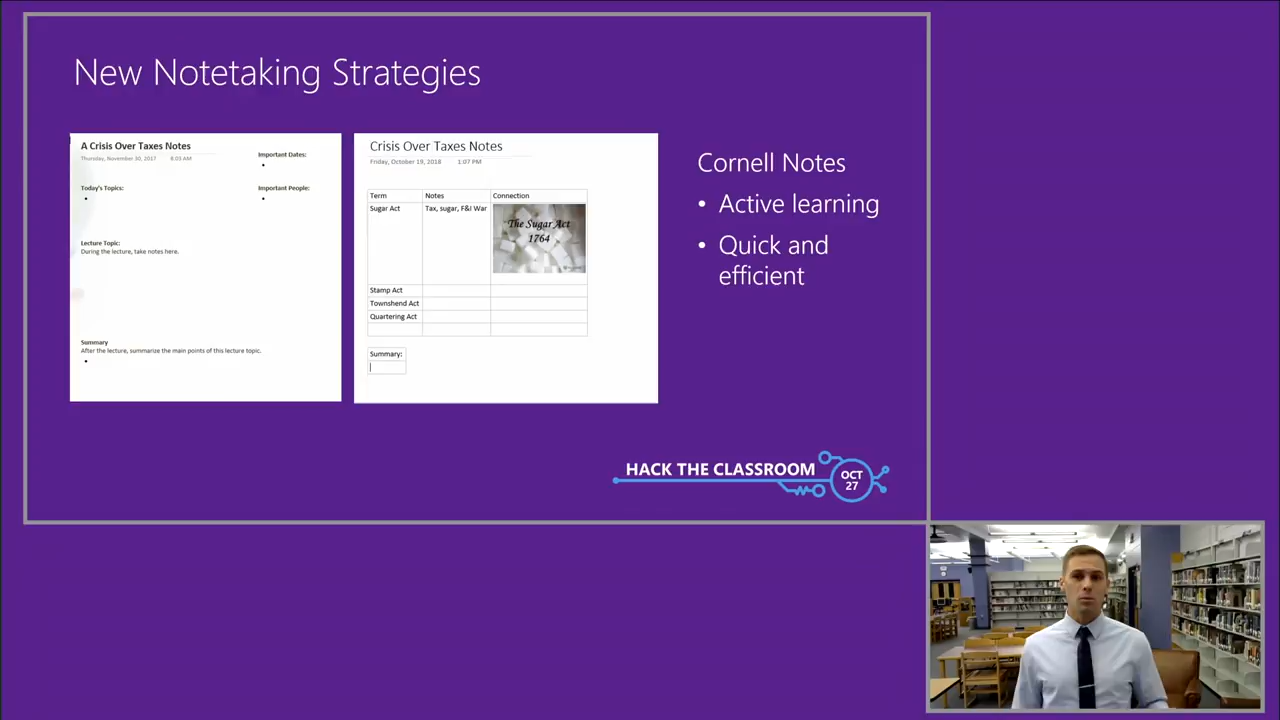 New Notetaking Strategies
A Crisis Over Taxes Notes
Thursday, November 30, 2017 8:03 AM
Important Dates:
•
Today's Topics:
•
Important People:
•
Lecture Topic:
During the lecture, take notes here.
Summary
After the lecture, summarize the main points of this lecture topic.
•
Crisis Over Taxes Notes
Friday, October 19, 2018 1:07 PM
Term Notes Connection
Sugar Act Tax, sugar, F&I War
The Sugar Act
1764
Stamp Act
Townshend Act
Quartering Act
Summary:
Cornell Notes
• Active learning
• Quick and
efficient
HACK THE CLASSROOM
OCT
27